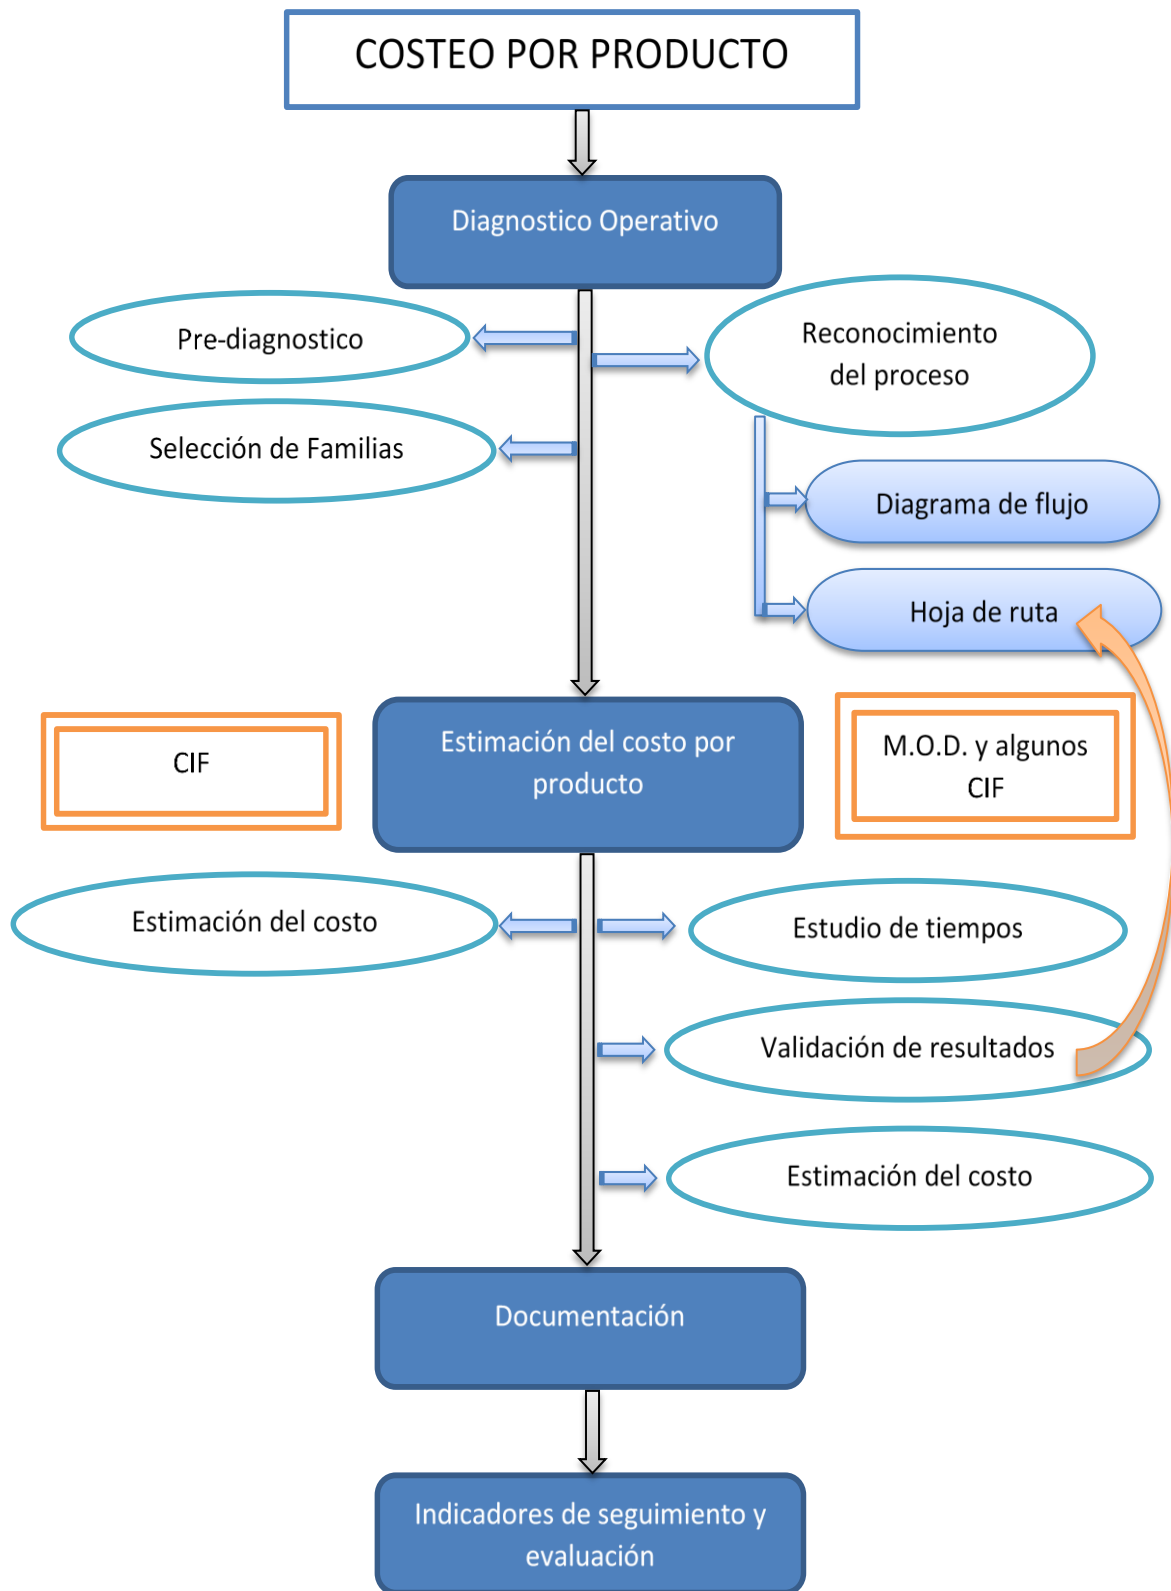 COSTEO POR PRODUCTO
Diagnostico Operativo
Pre-diagnostico
Reconocimiento
del proceso
Selección de Familias
Diagrama de flujo
Hoja de ruta
CIF
Estimación del costo por
producto
M.O.D. y algunos
CIF
Estimación del costo
Estudio de tiempos
Validación de resultados
Estimación del costo
Documentación
Indicadores de seguimiento y
evaluación